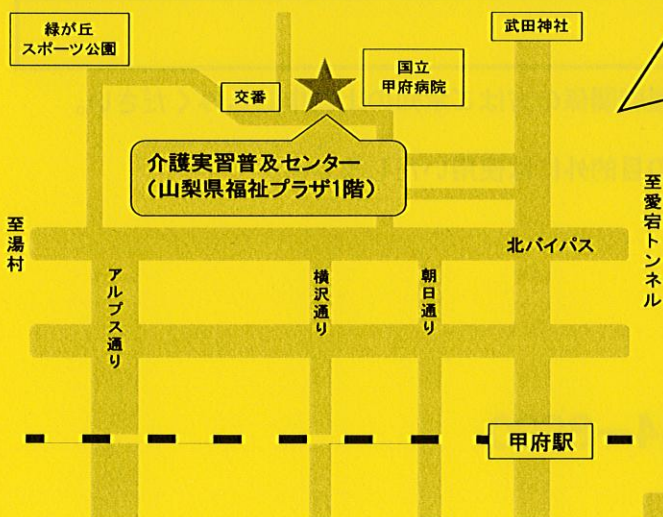 緑が丘
スポーツ公園
武田神社
国立
甲府病院
交番
介護実習普及センター
（山梨県福祉プラザ1階）
至湯村
北バイパス
至愛宕トンネル
アルプス通り
横沢通り
朝日通り
甲府駅